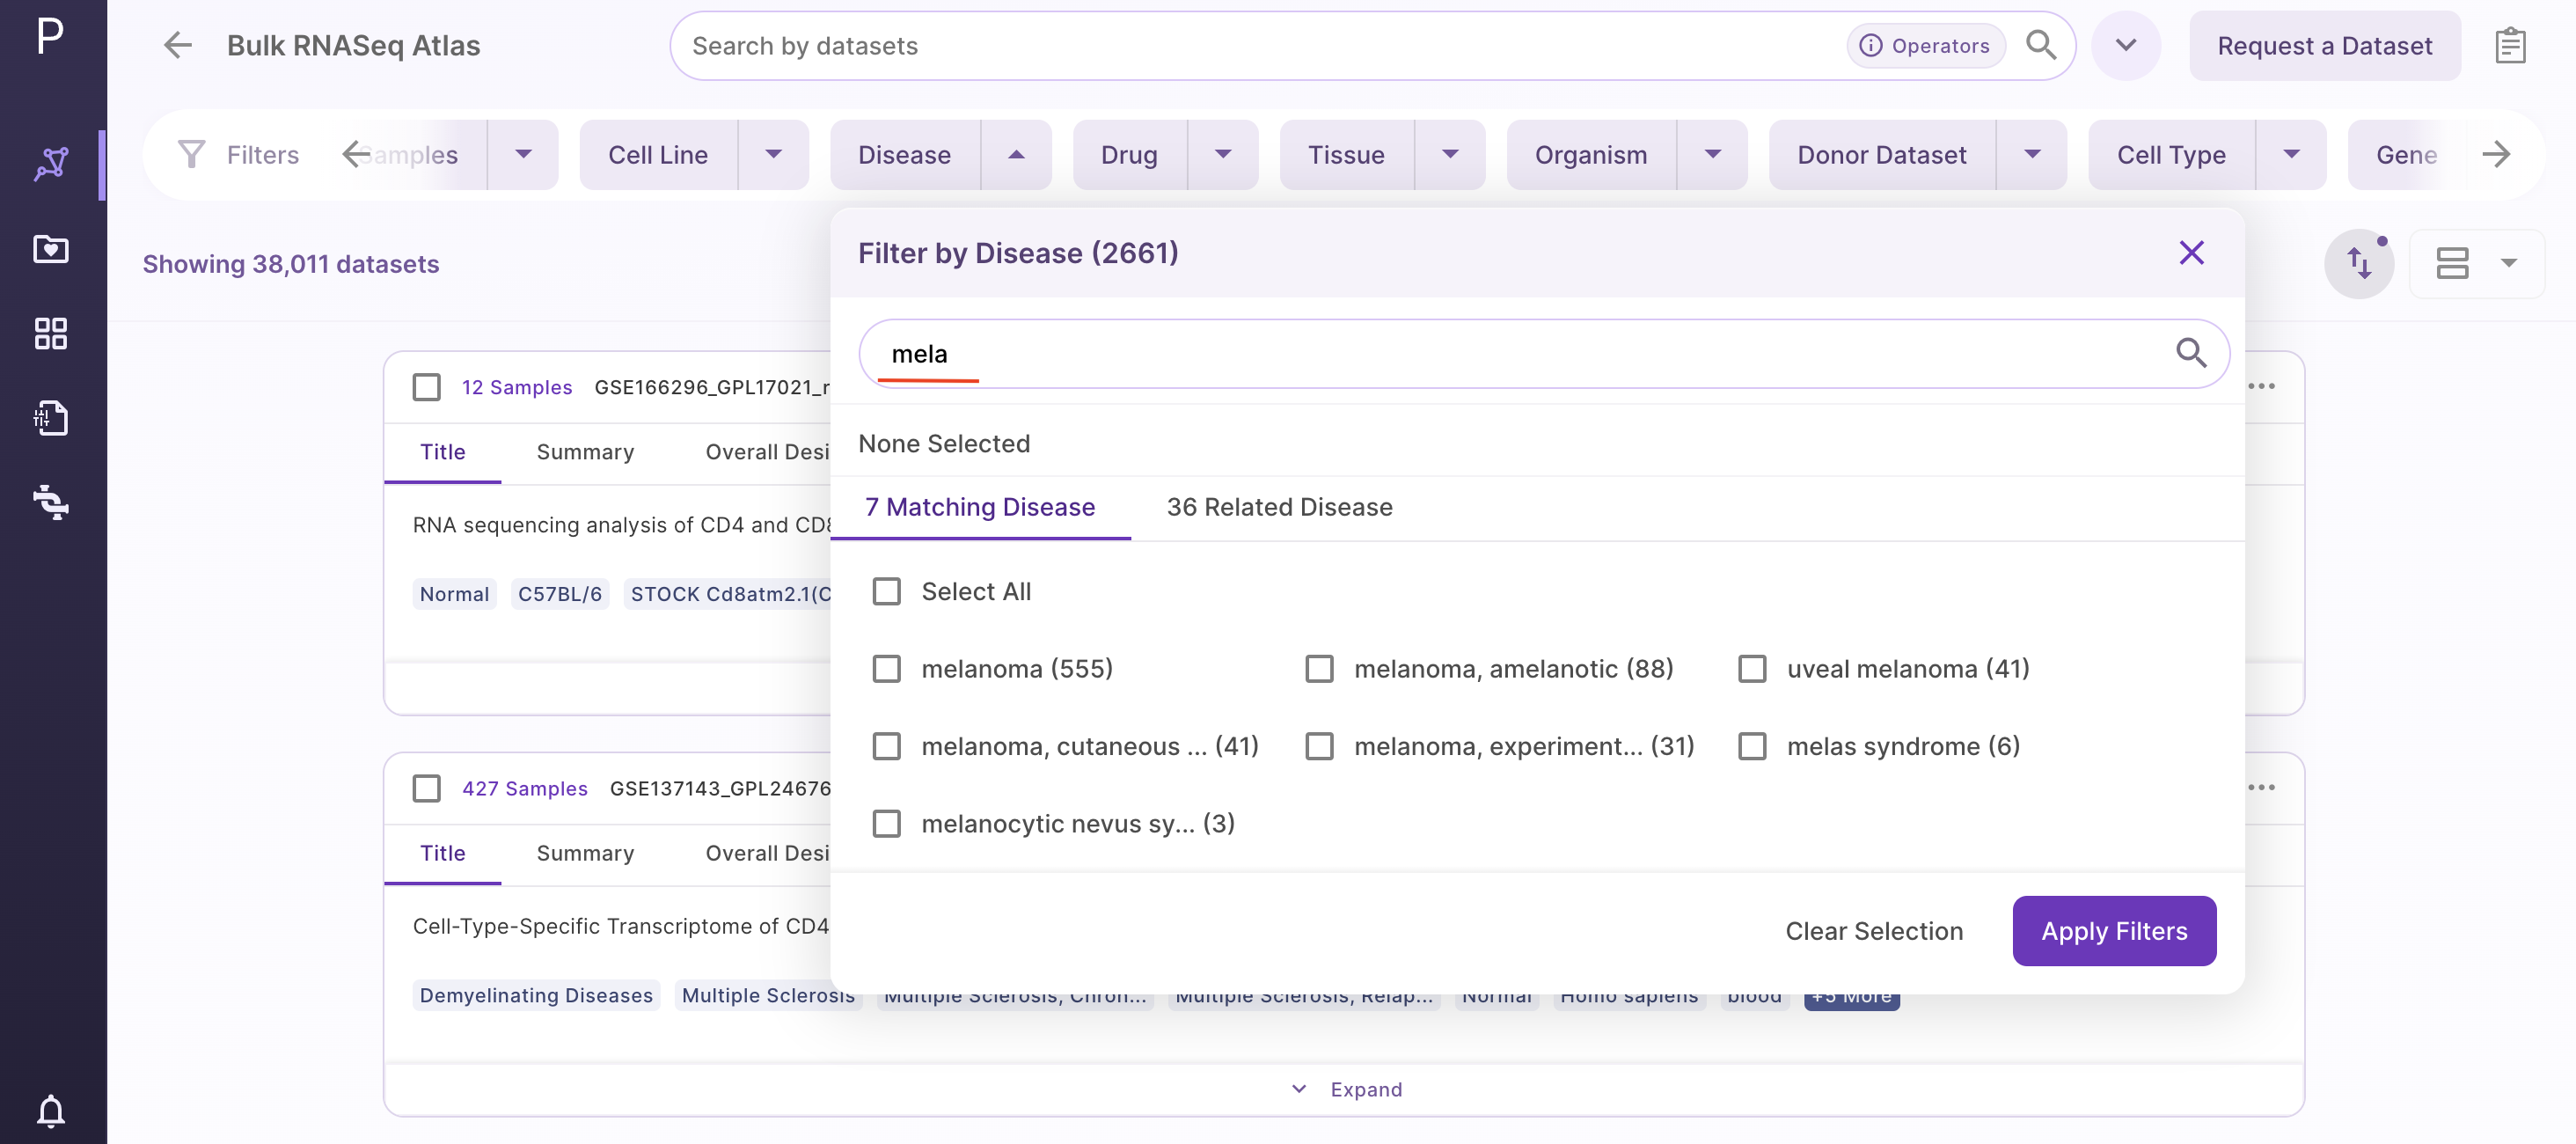 P
Bulk RNASeq Atlas
Search by datasets
Operators
Request a Dataset
Filters
amples
Cell Line
Disease
Drug
Tissue
Organism
Donor Dataset
Cell Type
Gene
Showing 38,011 datasets
Filter by Disease (2661)
mela
None Selected
7 Matching Disease
36 Related Disease
Select All
melanoma (555)
melanoma, amelanotic (88)
uveal melanoma (41)
melanoma, cutaneous ... (41)
melanoma, experiment... (31)
melas syndrome (6)
melanocytic nevus sy... (3)
Clear Selection
Apply Filters
12 Samples
GSE166296_GPL17021_r
Title
Summary
Overall Desi
RNA sequencing analysis of CD4 and CD8
Normal
C57BL/6
STOCK Cd8atm2.1(C
427 Samples
GSE137143_GPL24676
Title
Summary
Overall Desi
Cell-Type-Specific Transcriptome of CD4
Demyelinating Diseases
Multiple Sclerosis
Multiple Sclerosis, Chron...
Multiple Sclerosis, Relap...
Normal
Homo sapiens
blood
+5 More
Expand